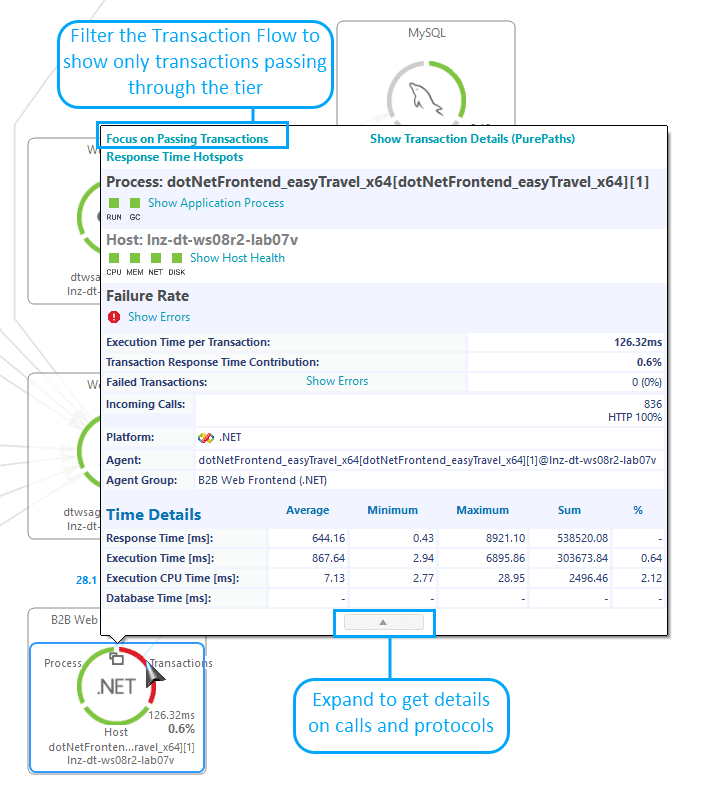 Filter the Transaction Flow to
show only transactions passing
through the tier
MySQL
Focus on Passing Transactions
Show Transaction Details (PurePaths)
Response Time Hotspots
Process: dotNetFrontend_easyTravel_x64[dotNetFrontend_easyTravel_x64][1]
Show Application Process
RUN GC
Host: lnz-dt-ws08r2-lab07v
Show Host Health
CPU MEM NET DISK
Failure Rate
Show Errors
Execution Time per Transaction: 126.32ms
Transaction Response Time Contribution: 0.6%
Failed Transactions: Show Errors 0 (0%)
Incoming Calls: 836
HTTP 100%
Platform: .NET
Agent: dotNetFrontend_easyTravel_x64[dotNetFrontend_easyTravel_x64][1]@lnz-dt-ws08r2-lab07v
Agent Group: B2B Web Frontend (.NET)
Time Details Average Minimum Maximum Sum %
Response Time [ms]: 644.16 0.43 8921.10 538520.08 -
Execution Time [ms]: 867.64 2.94 6895.86 303673.84 0.64
Execution CPU Time [ms]: 7.13 2.77 28.95 2496.46 2.12
Database Time [ms]: - - - - -
dtwsa
lnz-dt-
We
dtwsag
lnz-dt-
28.1
B2B Web
Process
Transactions
.NET
126.32ms
Host 0.6%
dotNetFronten...ravel_x64][1]
lnz-dt-ws08r2-lab07v
Expand to get details
on calls and protocols